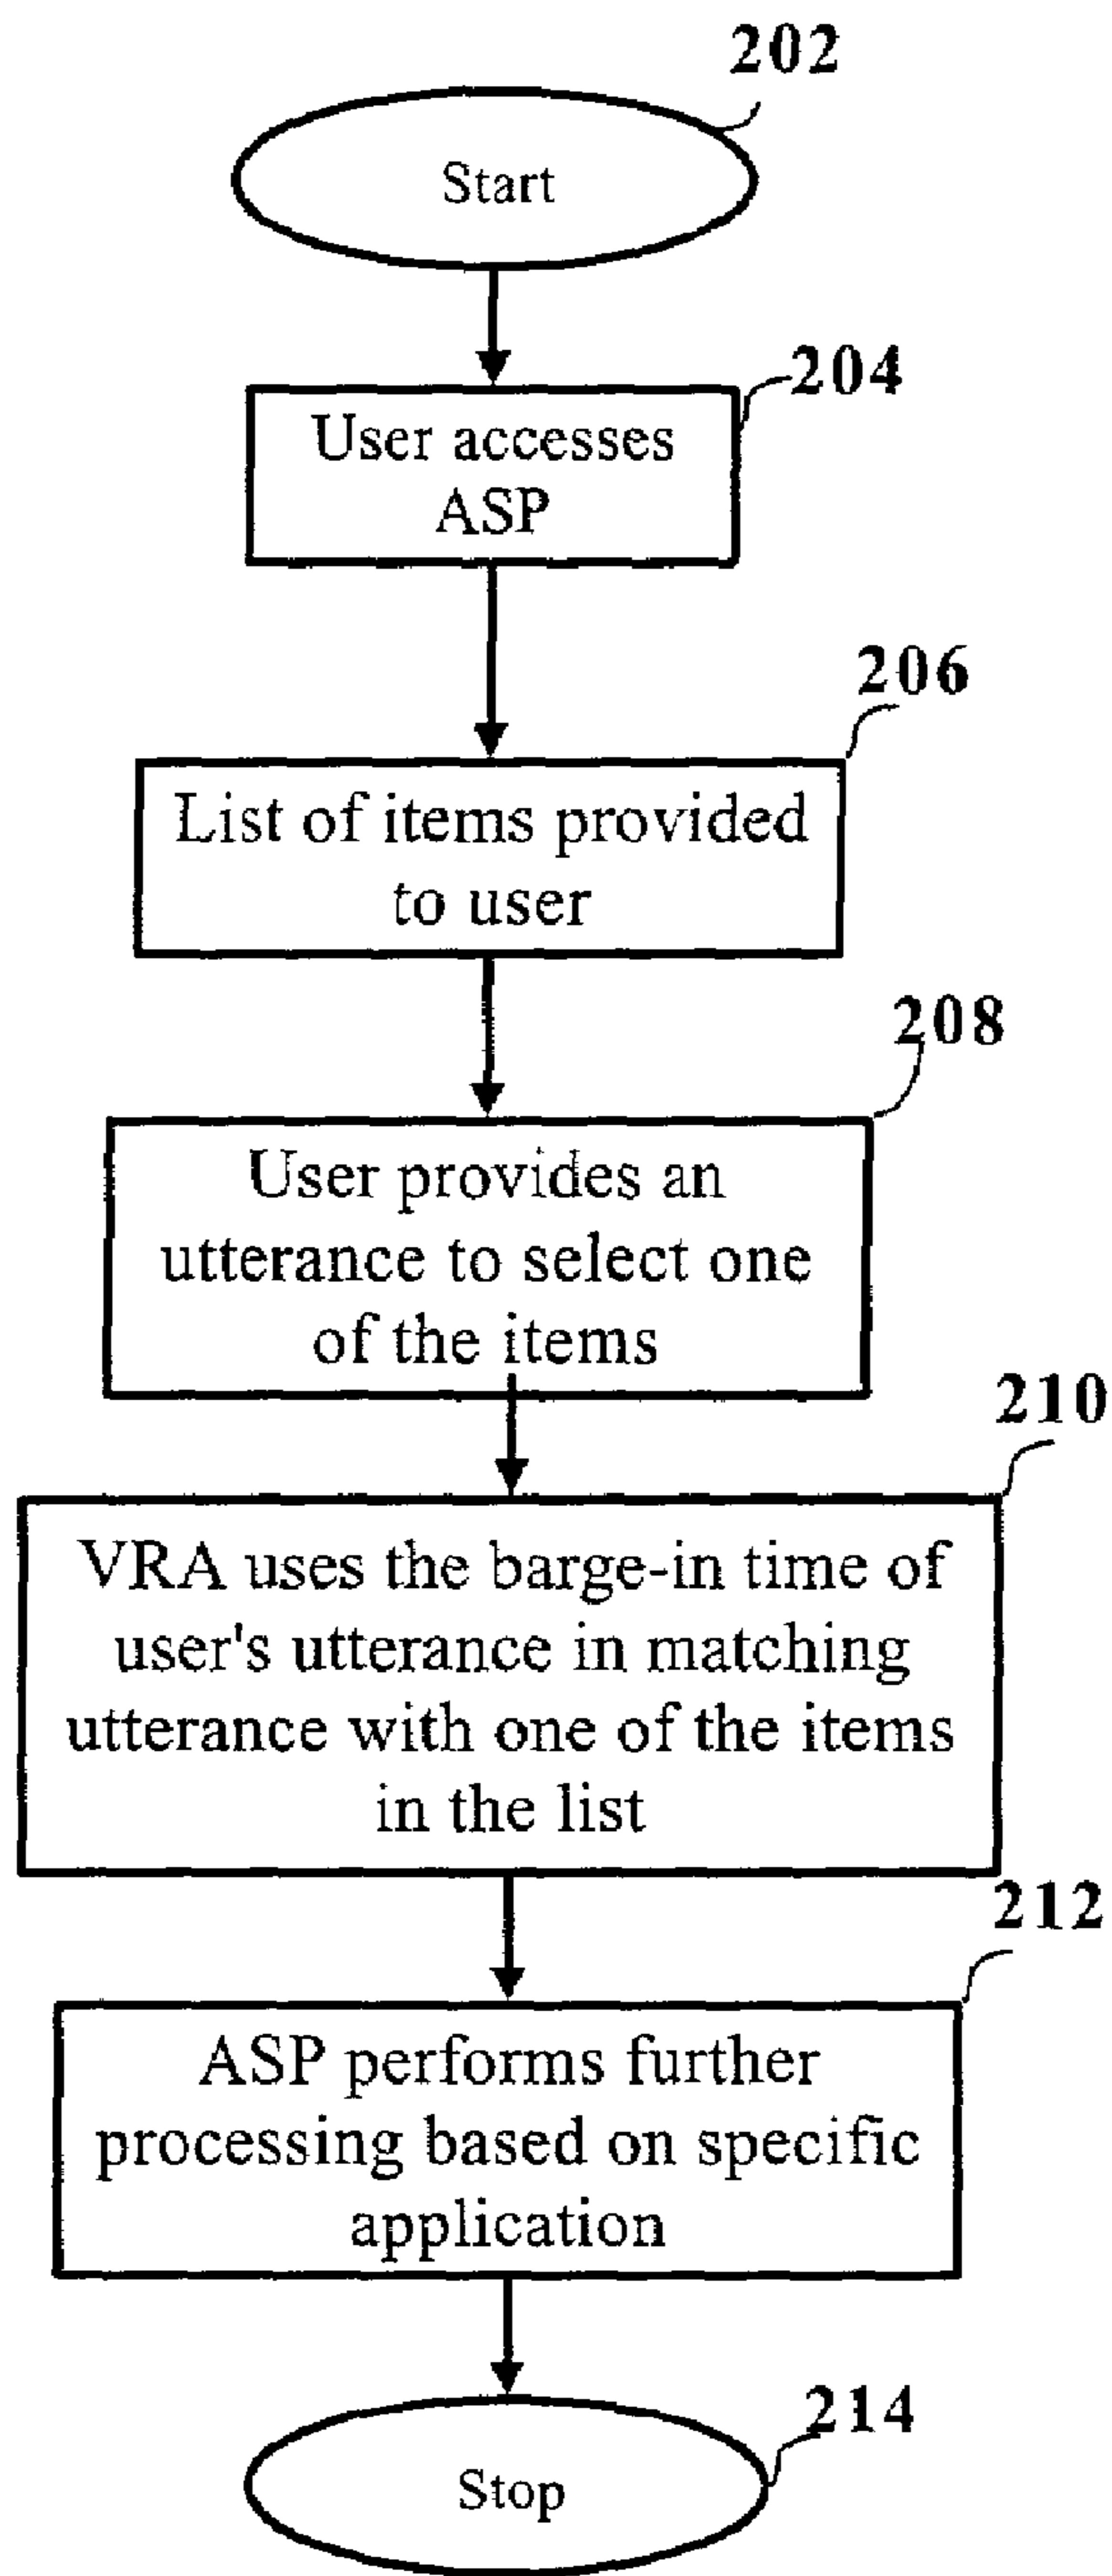 202
Start
204
User accesses
ASP
206
List of items provided
to user
208
User provides an
utterance to select one
of the items
210
VRA uses the barge-in time of
user's utterance in matching
utterance with one of the items
in the list
212
ASP performs further
processing based on specific
application
214
Stop